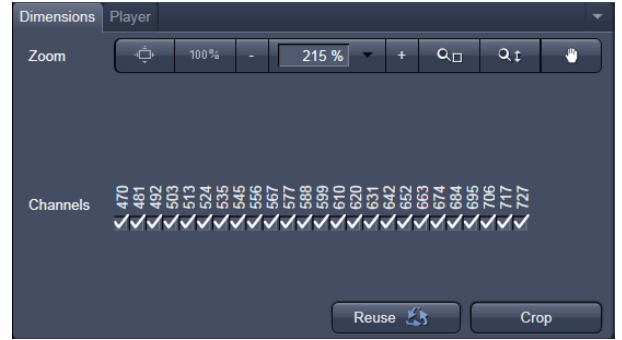 Dimensions Player
Zoom 100% - 215 % +
470 481 492 503 513 524 535 545 556 567 577 588 599 610 620 631 642 652 663 674 684 695 706 717 727
Channels
Reuse Crop